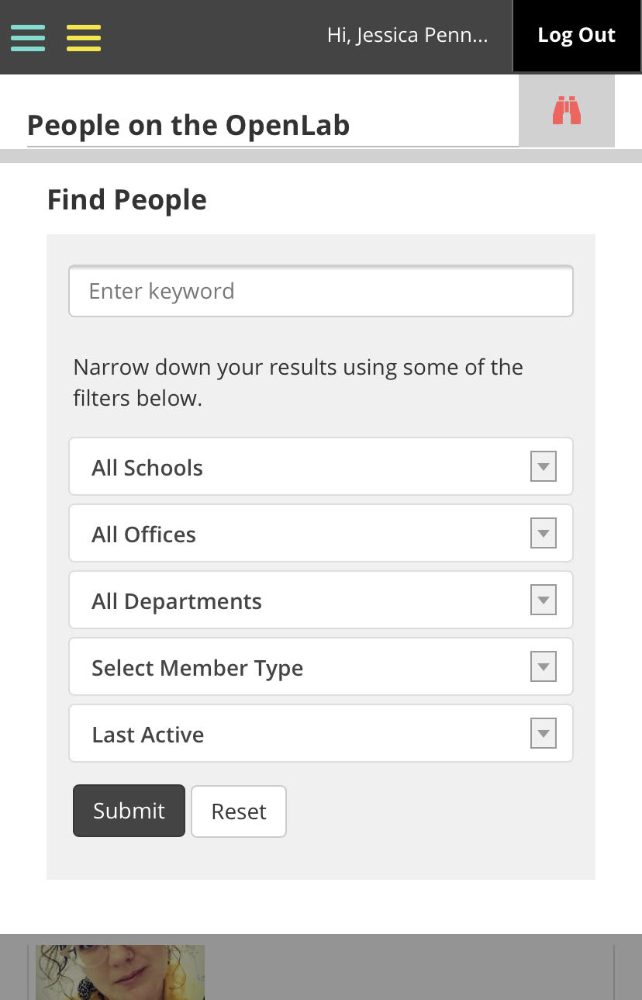 Hi, Jessica Penn...
Log Out
People on the OpenLab
Find People
Enter keyword
Narrow down your results using some of the
filters below.
All Schools
All Offices
All Departments
Select Member Type
Last Active
Submit
Reset